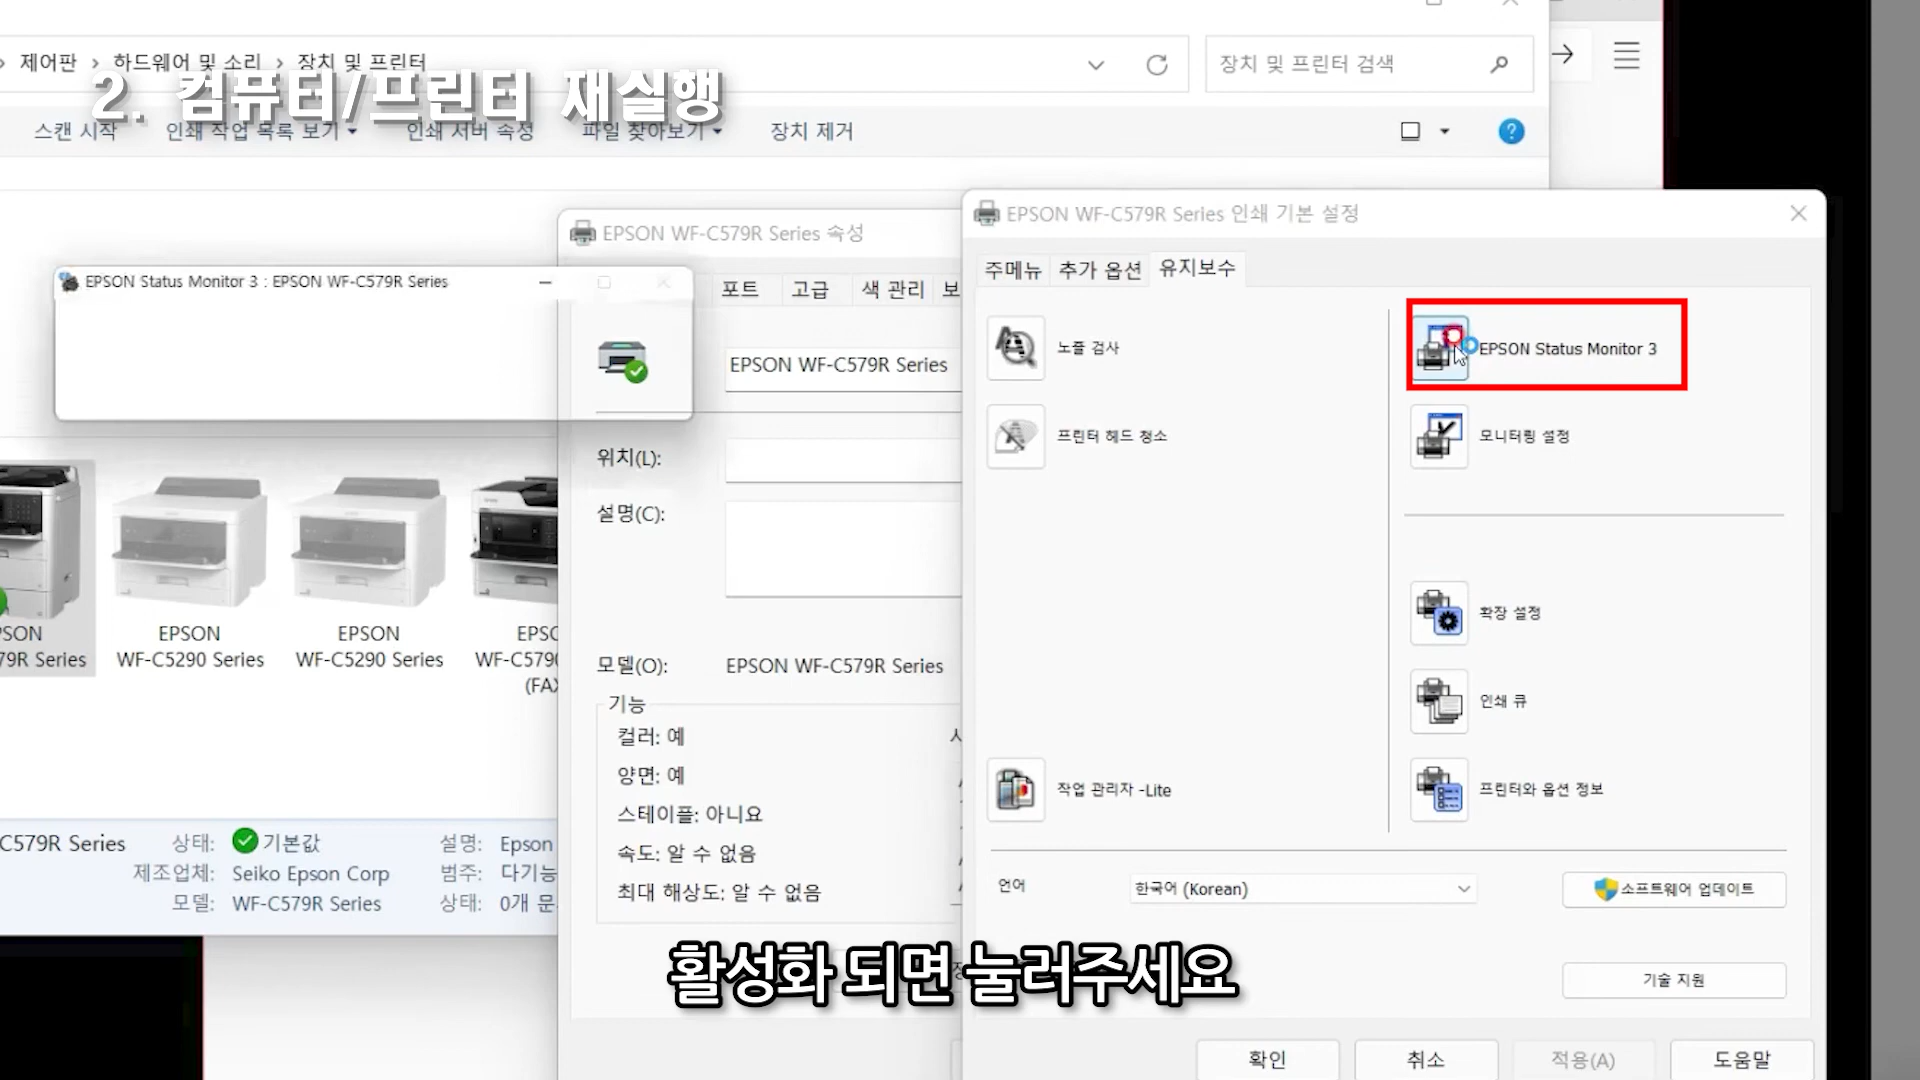 제어판 > 하드웨어 및 소리 > 장치 및 프린터
장치 및 프린터 검색
2. 컴퓨터/프린터 재실행
스캔 시작 인쇄 작업 목록 보기 인쇄 서버 속성 파일 찾아보기 장치 제거
EPSON Status Monitor 3 : EPSON WF-C579R Series
EPSON
WF-C5290 Series
EPSON
WF-C5290 Series
79R Series
C579R Series
상태: 기본값
제조업체: Seiko Epson Corp
모델: WF-C579R Series
설명: Epson
범주: 다기능
상태: 0개 문
EPSON WF-C579R Series 속성
포트 고급 색 관리 보
EPSON WF-C579R Series
위치(L):
설명(C):
모델(O): EPSON WF-C579R Series
기능
컬러: 예
양면: 예
스테이플: 아니요
속도: 알 수 없음
최대 해상도: 알 수 없음
EPSON WF-C579R Series 인쇄 기본 설정
주메뉴 추가 옵션 유지보수
노즐 검사
프린터 헤드 청소
작업 관리자 -Lite
EPSON Status Monitor 3
모니터링 설정
확장 설정
인쇄 큐
프린터와 옵션 정보
언어 한국어 (Korean)
소프트웨어 업데이트
기술 지원
확인 취소 적용(A) 도움말
활성화 되면 눌러주세요